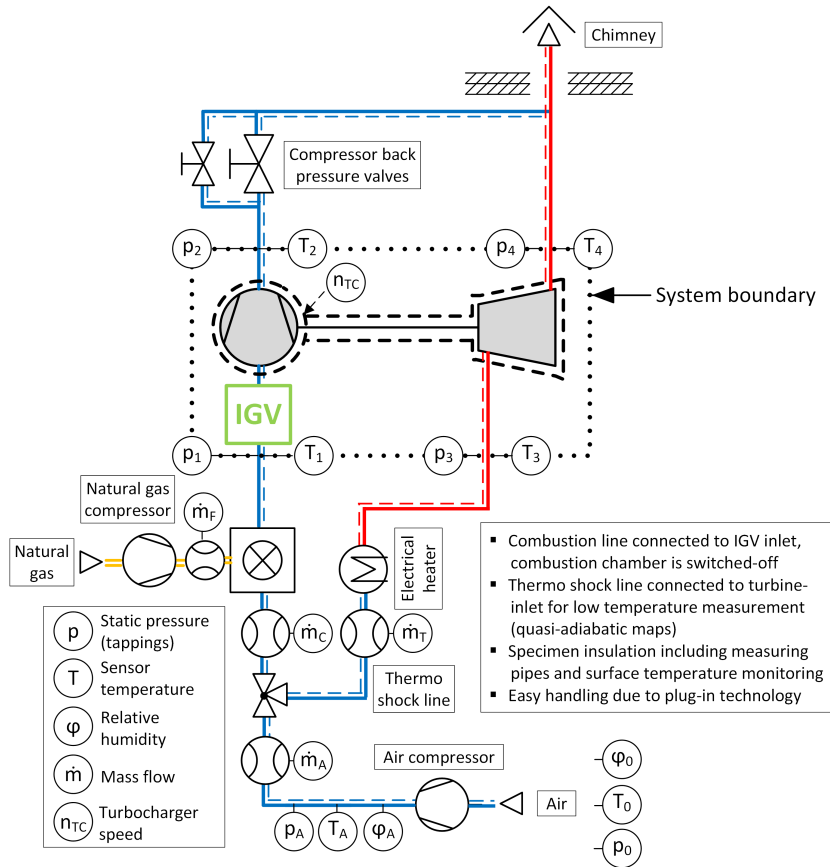 Chimney
Compressor back
pressure valves
p2
T2
p4
T4
nTC
System boundary
IGV
p1
T1
p3
T3
Natural gas
compressor
ṁF
Natural
gas
Electrical
heater
▪ Combustion line connected to IGV inlet,
combustion chamber is switched-off
▪ Thermo shock line connected to turbine-
inlet for low temperature measurement
(quasi-adiabatic maps)
▪ Specimen insulation including measuring
pipes and surface temperature monitoring
▪ Easy handling due to plug-in technology
p Static pressure
(tappings)
T Sensor
temperature
φ Relative
humidity
ṁ Mass flow
nTC Turbocharger
speed
ṁC
ṁT
Thermo
shock line
ṁA
Air compressor
Air
pA
TA
φA
φ0
T0
p0